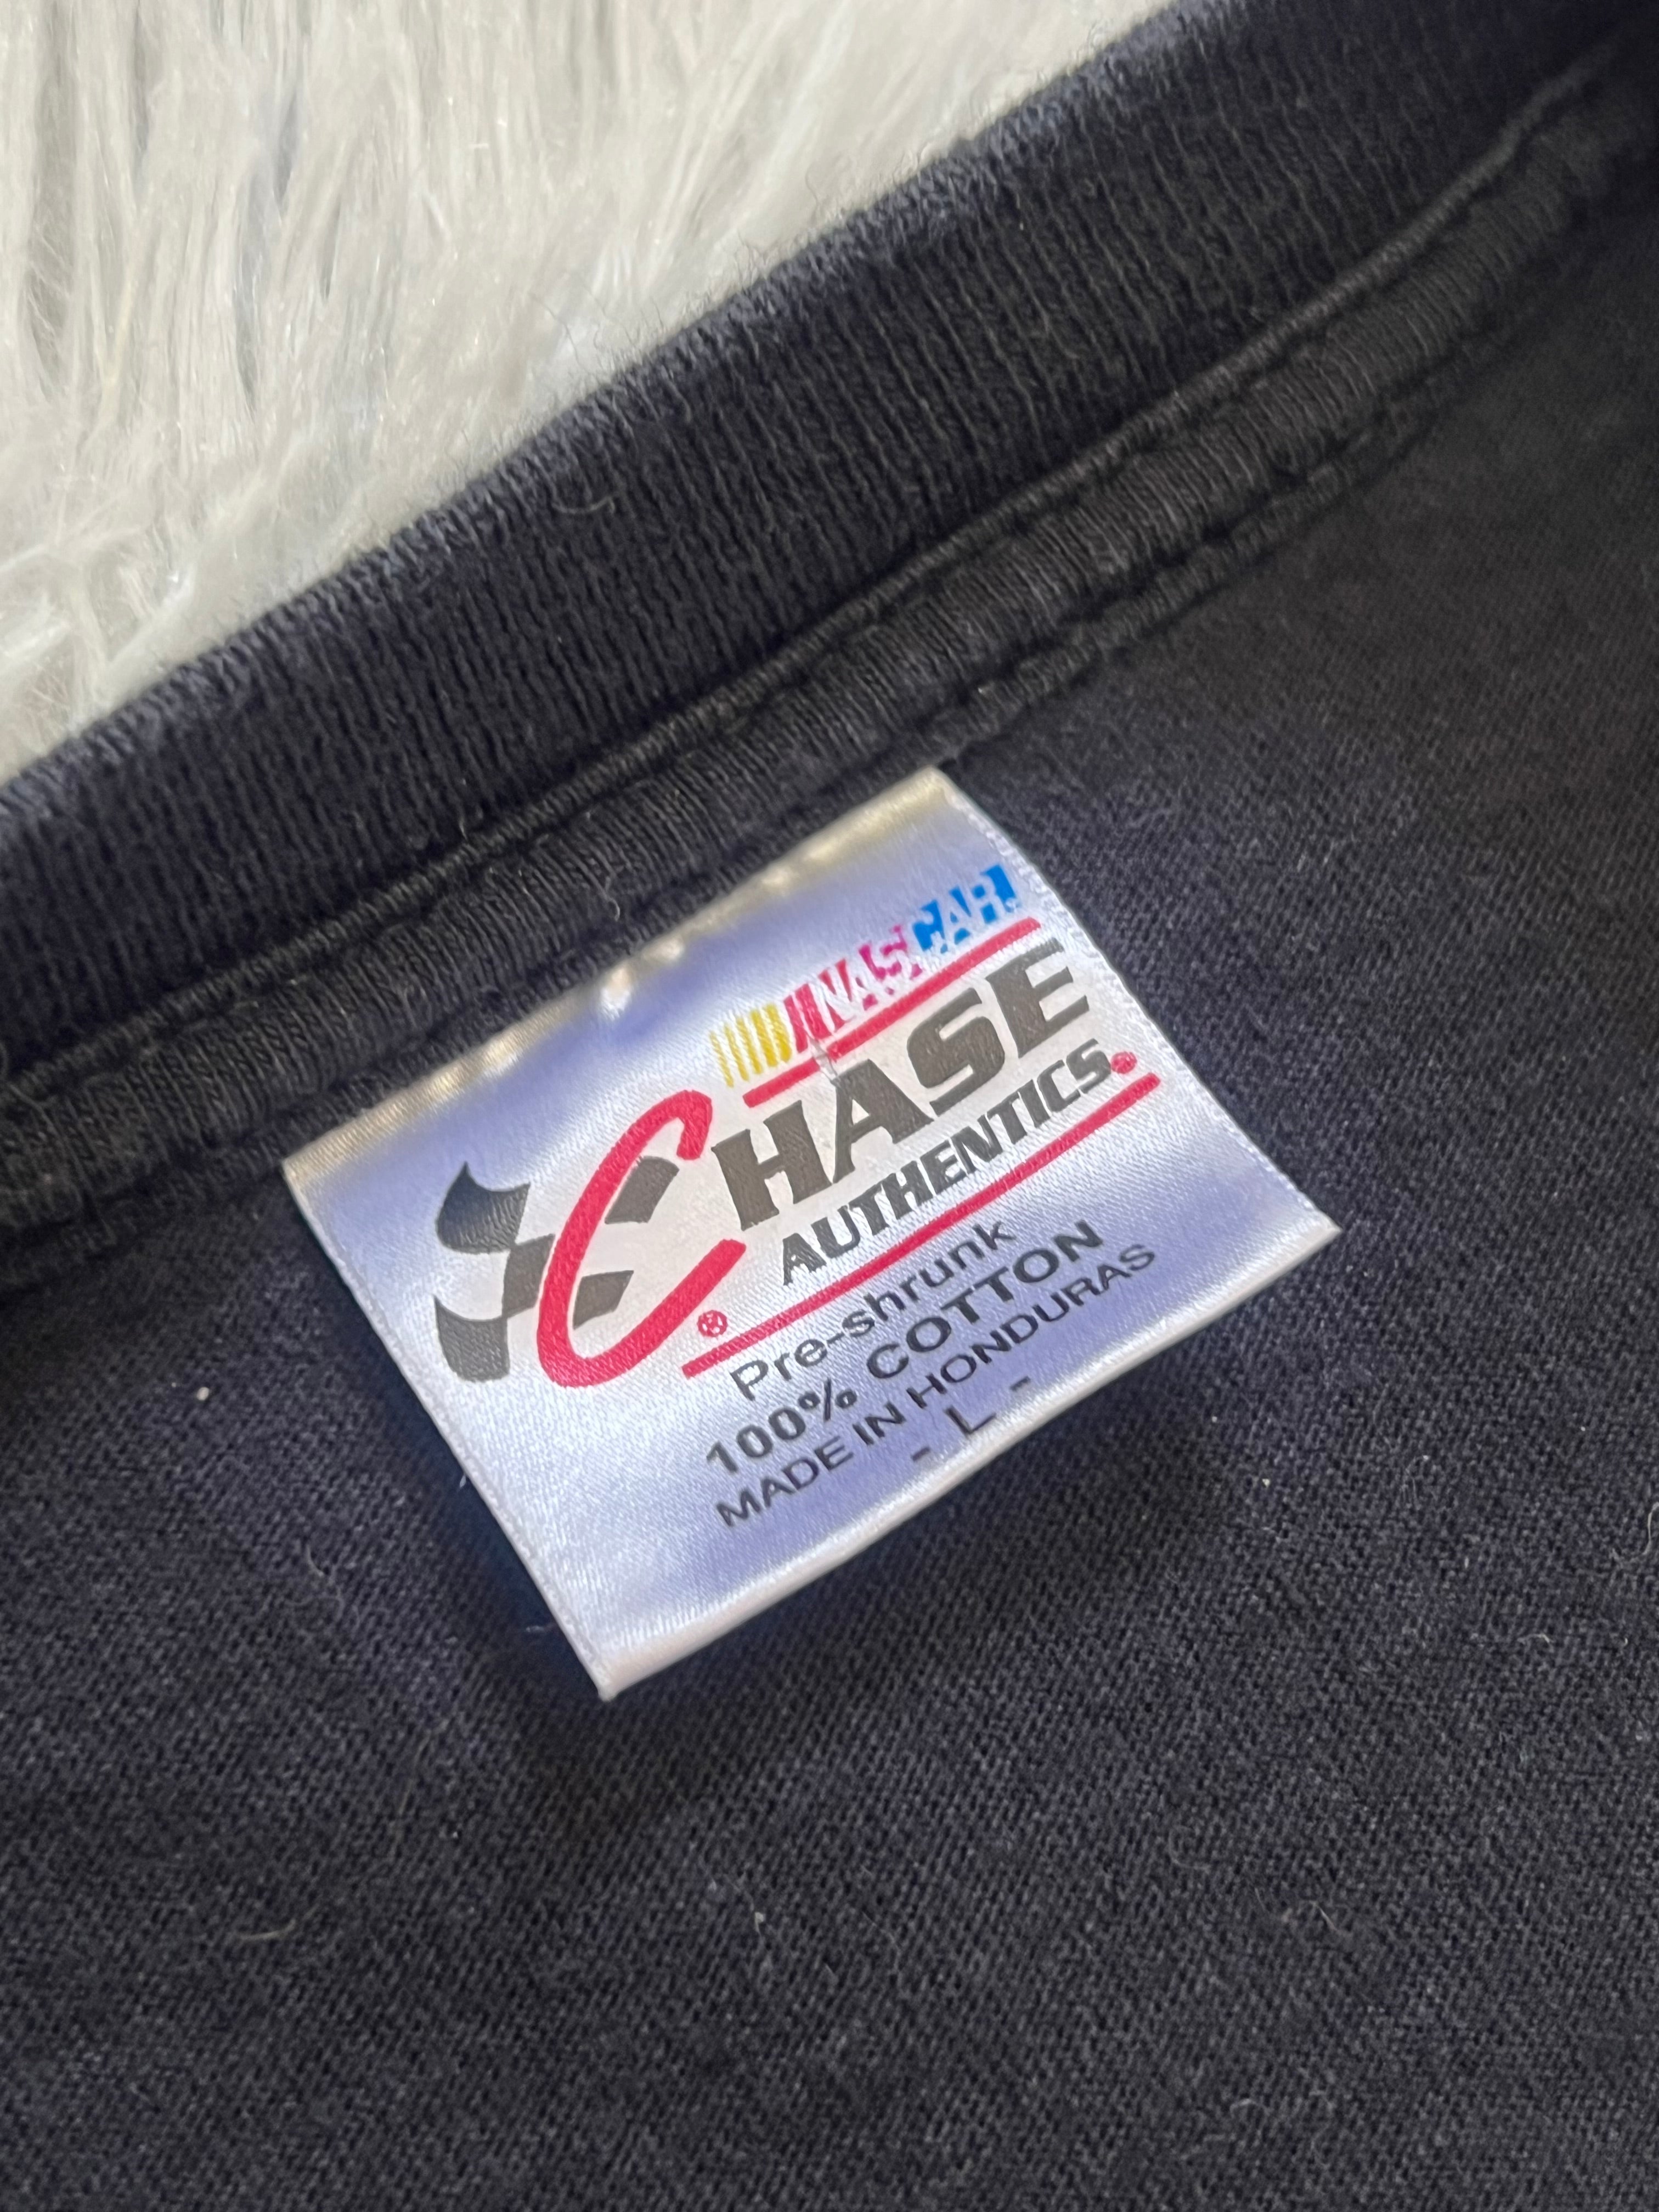 NASCAR
CHASE
AUTHENTICS®
®
Pre-shrunk
100% COTTON
MADE IN HONDURAS
- L -